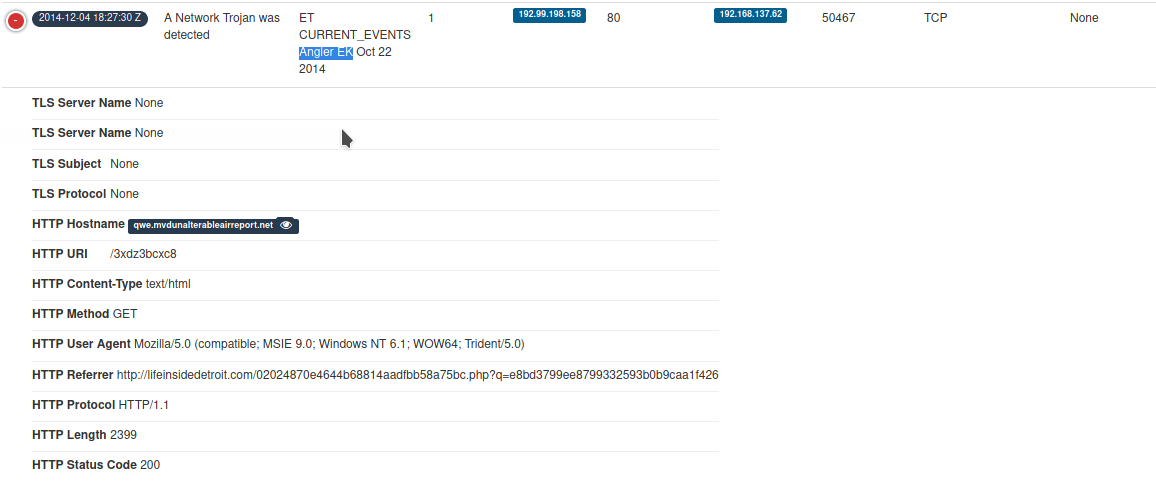 2014-12-04 18:27:30 Z A Network Trojan was ET 1 192.99.198.158 80 192.168.137.62 50467 TCP None
detected CURRENT_EVENTS
Angler EK Oct 22
2014
TLS Server Name None
TLS Server Name None
TLS Subject None
TLS Protocol None
HTTP Hostname qwe.mvdunalterableairreport.net
HTTP URI /3xdz3bcxc8
HTTP Content-Type text/html
HTTP Method GET
HTTP User Agent Mozilla/5.0 (compatible; MSIE 9.0; Windows NT 6.1; WOW64; Trident/5.0)
HTTP Referrer http://lifeinsidedetroit.com/02024870e4644b68814aadfbb58a75bc.php?q=e8bd3799ee8799332593b0b9caa1f426
HTTP Protocol HTTP/1.1
HTTP Length 2399
HTTP Status Code 200